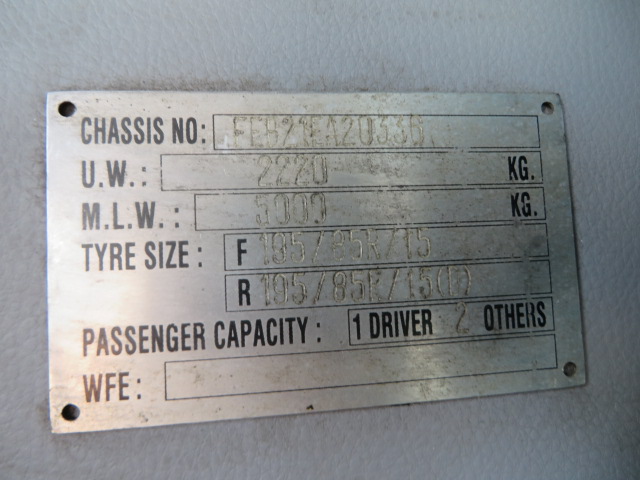 CHASSIS NO: FEB21EA20336
U.W.: 2220 KG.
M.L.W.: 5000 KG.
TYRE SIZE: F 195/85R/15
R 195/85R/15(D)
PASSENGER CAPACITY: 1 DRIVER 2 OTHERS
WFE: